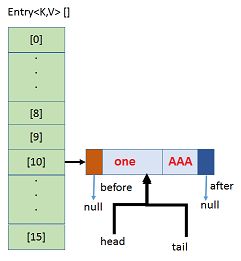 Entry<K,V> []
[0]
.
.
.
[8]
[9]
[10]
one AAA
before after
null null
.
.
.
[15]
head tail